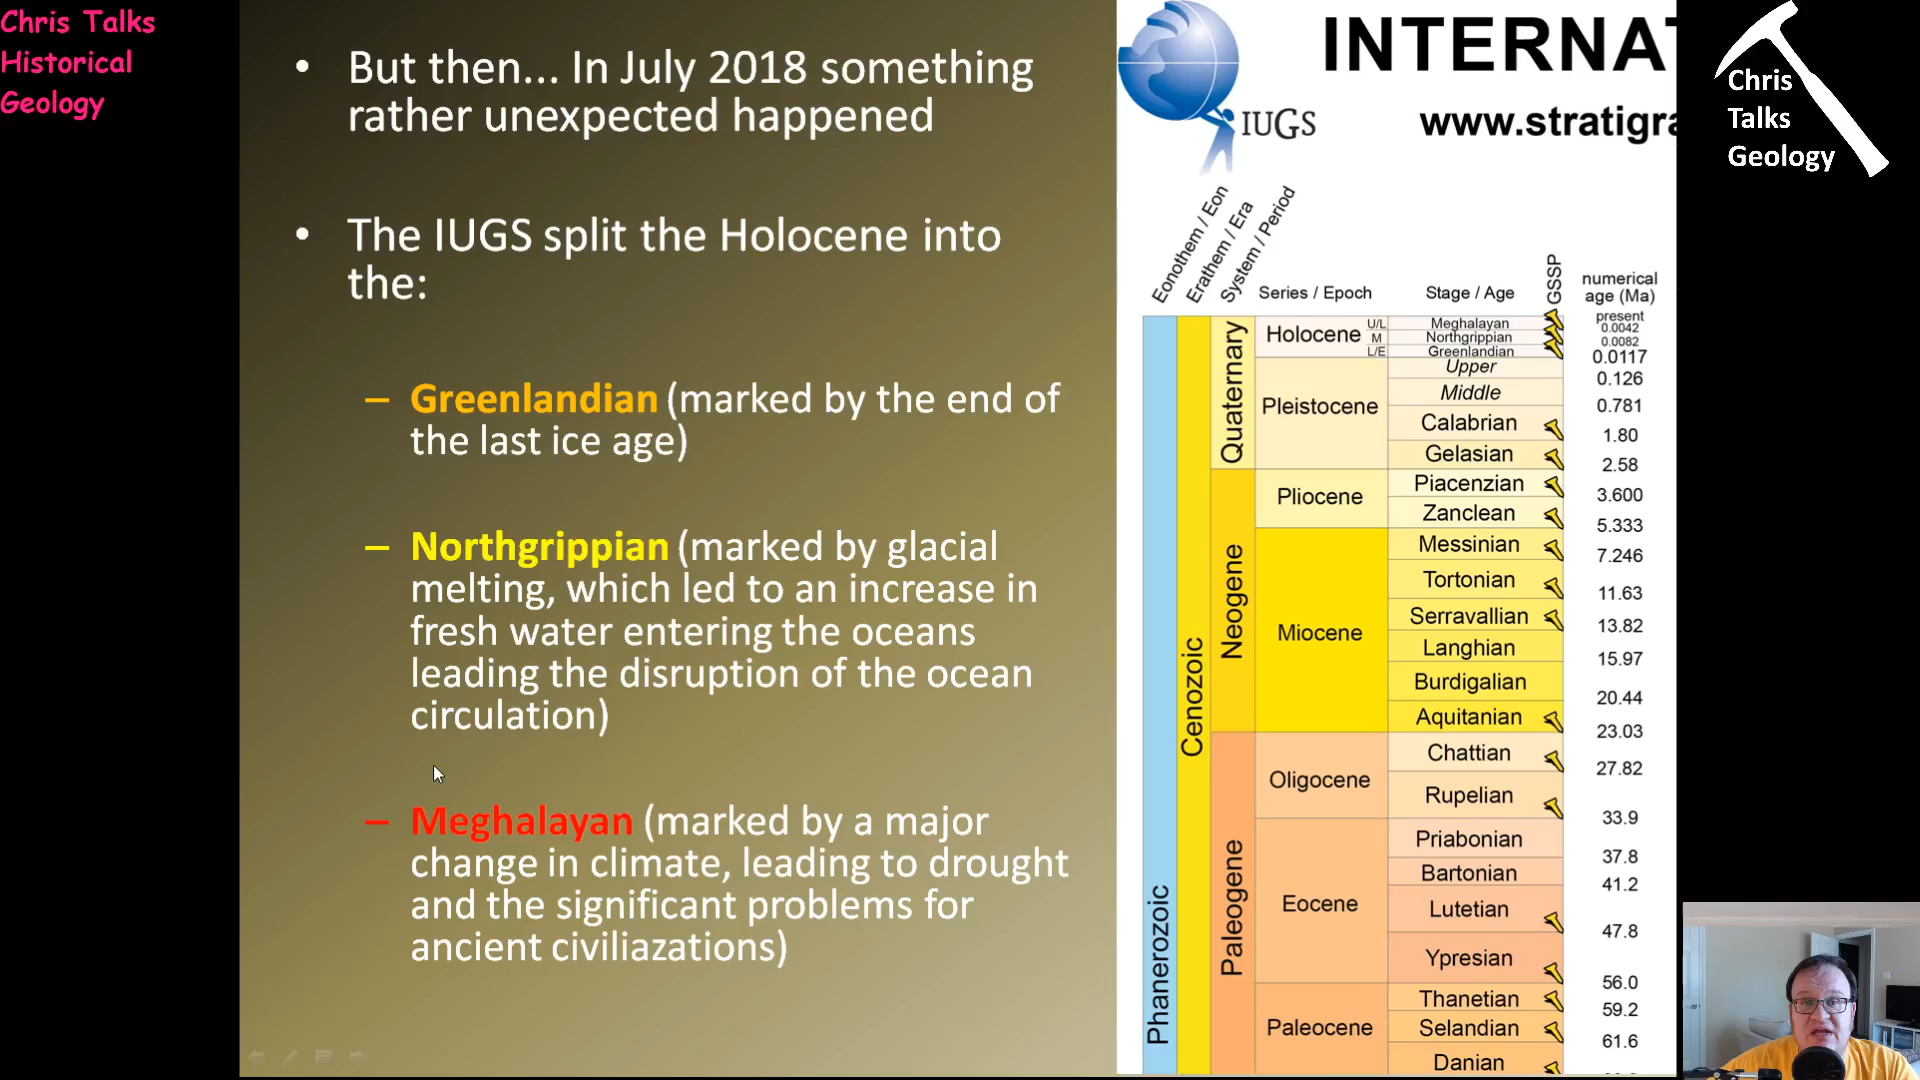 Chris Talks
Historical
Geology
• But then... In July 2018 something
rather unexpected happened
• The IUGS split the Holocene into
the:
– Greenlandian (marked by the end of
the last ice age)
– Northgrippian (marked by glacial
melting, which led to an increase in
fresh water entering the oceans
leading the disruption of the ocean
circulation)
– Meghalayan (marked by a major
change in climate, leading to drought
and the significant problems for
ancient civiliazations)
INTERNAT
IUGS
www.stratigra
Eonothem / Eon
Erathem / Era
System / Period
Series / Epoch
Stage / Age
GSSP
numerical
age (Ma)
Phanerozoic
Cenozoic
Quaternary
Neogene
Paleogene
Holocene
U/L
M
L/E
Pleistocene
Pliocene
Miocene
Oligocene
Eocene
Paleocene
Meghalayan
Northgrippian
Greenlandian
Upper
Middle
Calabrian
Gelasian
Piacenzian
Zanclean
Messinian
Tortonian
Serravallian
Langhian
Burdigalian
Aquitanian
Chattian
Rupelian
Priabonian
Bartonian
Lutetian
Ypresian
Thanetian
Selandian
Danian
present
0.0042
0.0082
0.0117
0.126
0.781
1.80
2.58
3.600
5.333
7.246
11.63
13.82
15.97
20.44
23.03
27.82
33.9
37.8
41.2
47.8
56.0
59.2
61.6
Chris
Talks
Geology